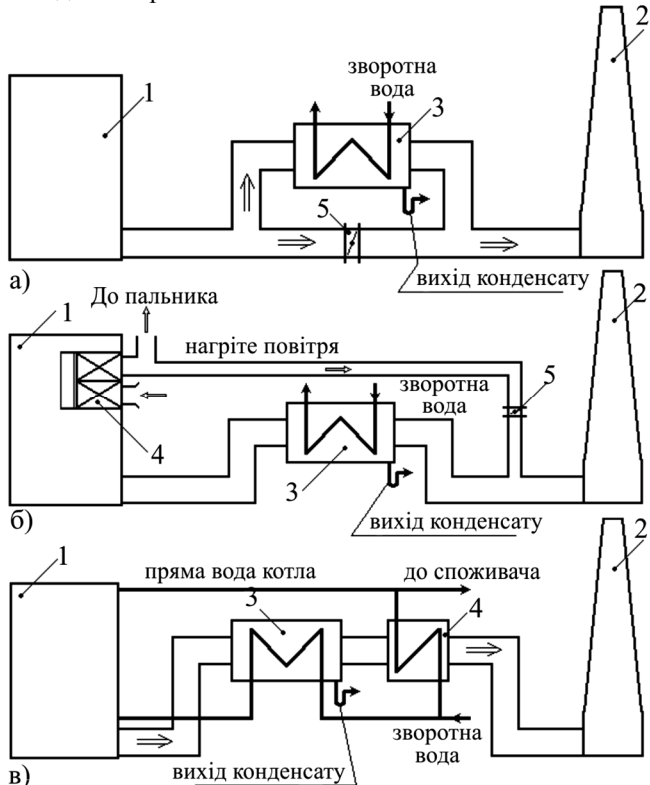 2
1
зворотна
вода
3
5
вихід конденсату
а)
До пальника
1
2
нагріте повітря
зворотна
вода
5
4
3
вихід конденсату
б)
1
2
пряма вода котла
до споживача
3
4
зворотна
вода
вихід конденсату
в)